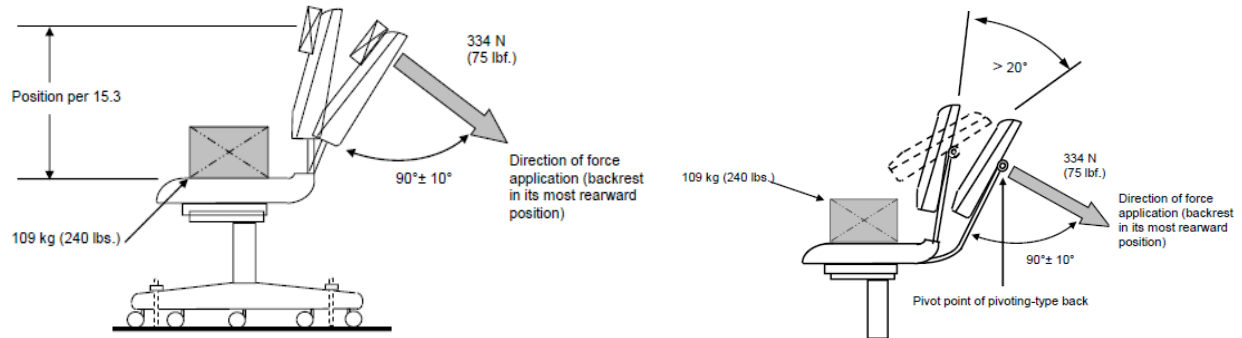 334 N
(75 lbf.)
Position per 15.3
90°± 10°
Direction of force
application (backrest
in its most rearward
position)
109 kg (240 lbs.)
> 20°
334 N
(75 lbf.)
109 kg (240 lbs.)
Direction of force
application (backrest
in its most rearward
position)
90°± 10°
Pivot point of pivoting-type back